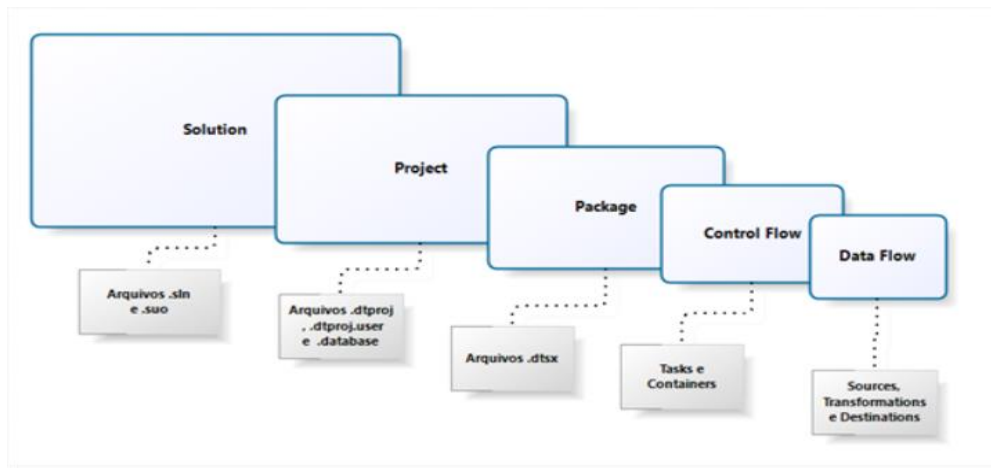 Solution
Project
Package
Control Flow
Data Flow
Arquivos .sln
e .suo
Arquivos .dtproj
, .dtproj.user
e .database
Arquivos .dtsx
Tasks e
Containers
Sources,
Transformations
e Destinations